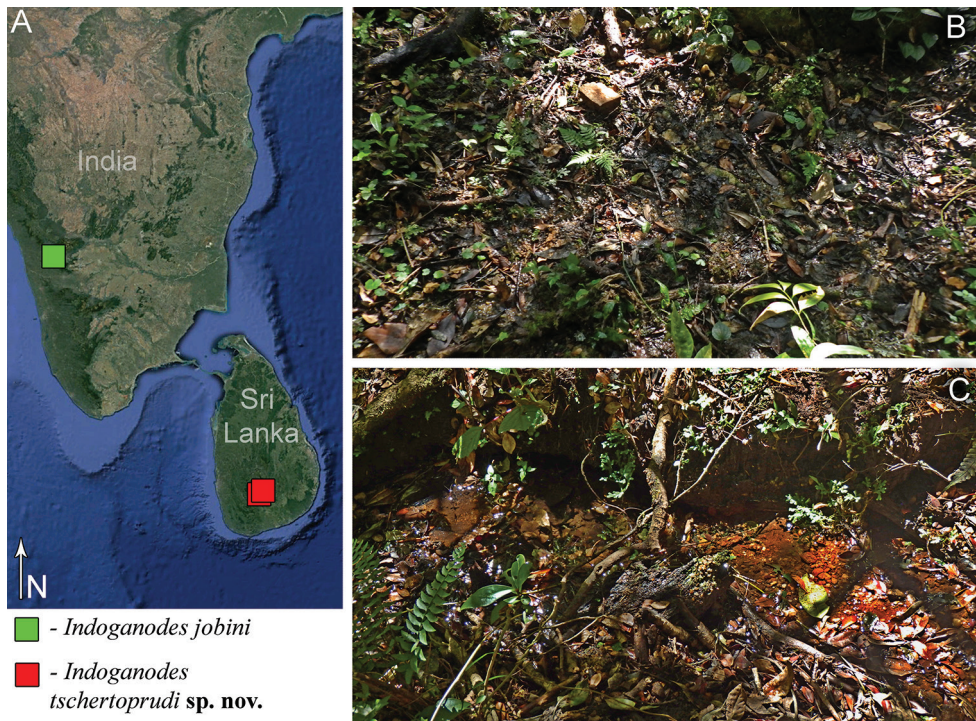 A
India
Sri
Lanka
N
- Indoganodes jobini
- Indoganodes
tschertoprudi sp. nov.
B
C